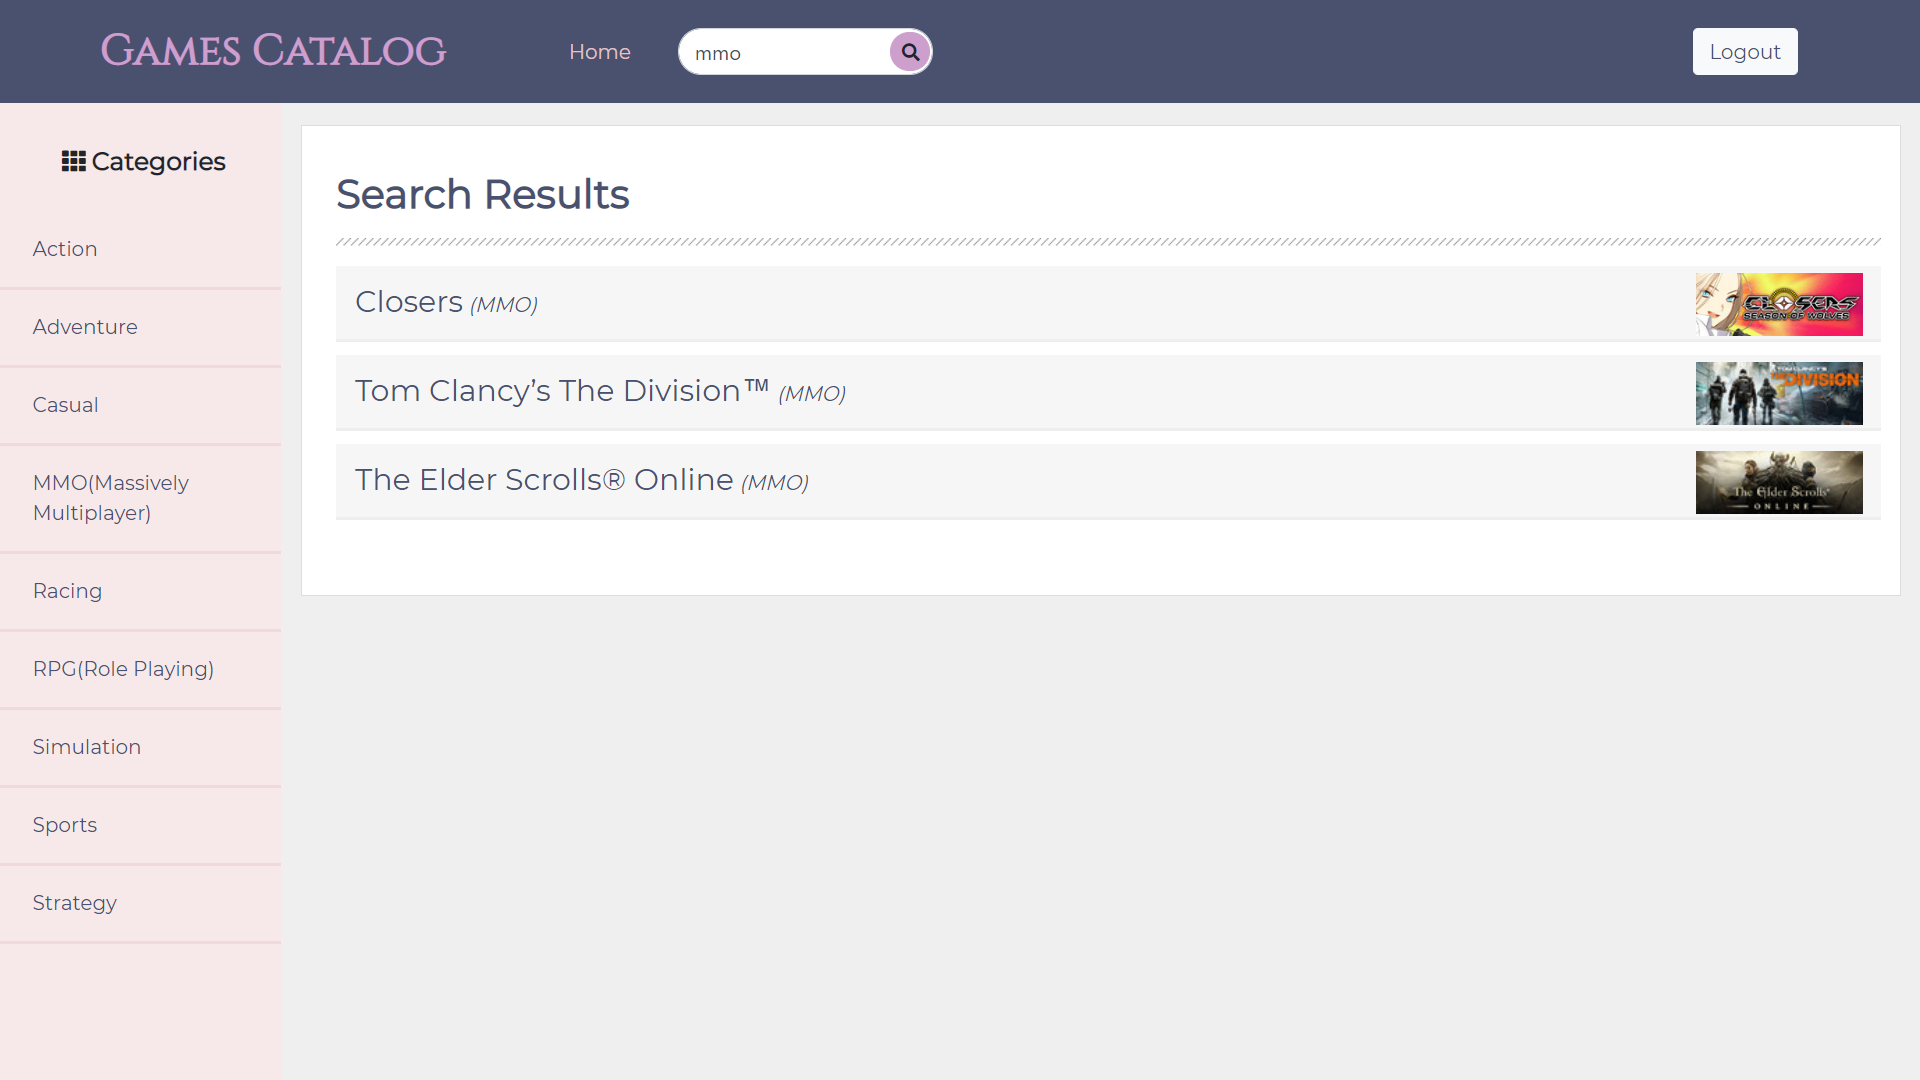 Games Catalog
Home
mmo
Logout
Categories
Action
Adventure
Casual
MMO(Massively
Multiplayer)
Racing
RPG(Role Playing)
Simulation
Sports
Strategy
Search Results
Closers (MMO)
CLOSERS
SEASON OF WOLVES
Tom Clancy’s The Division™ (MMO)
TOM CLANCY'S
THE DIVISION
The Elder Scrolls® Online (MMO)
The Elder Scrolls
ONLINE